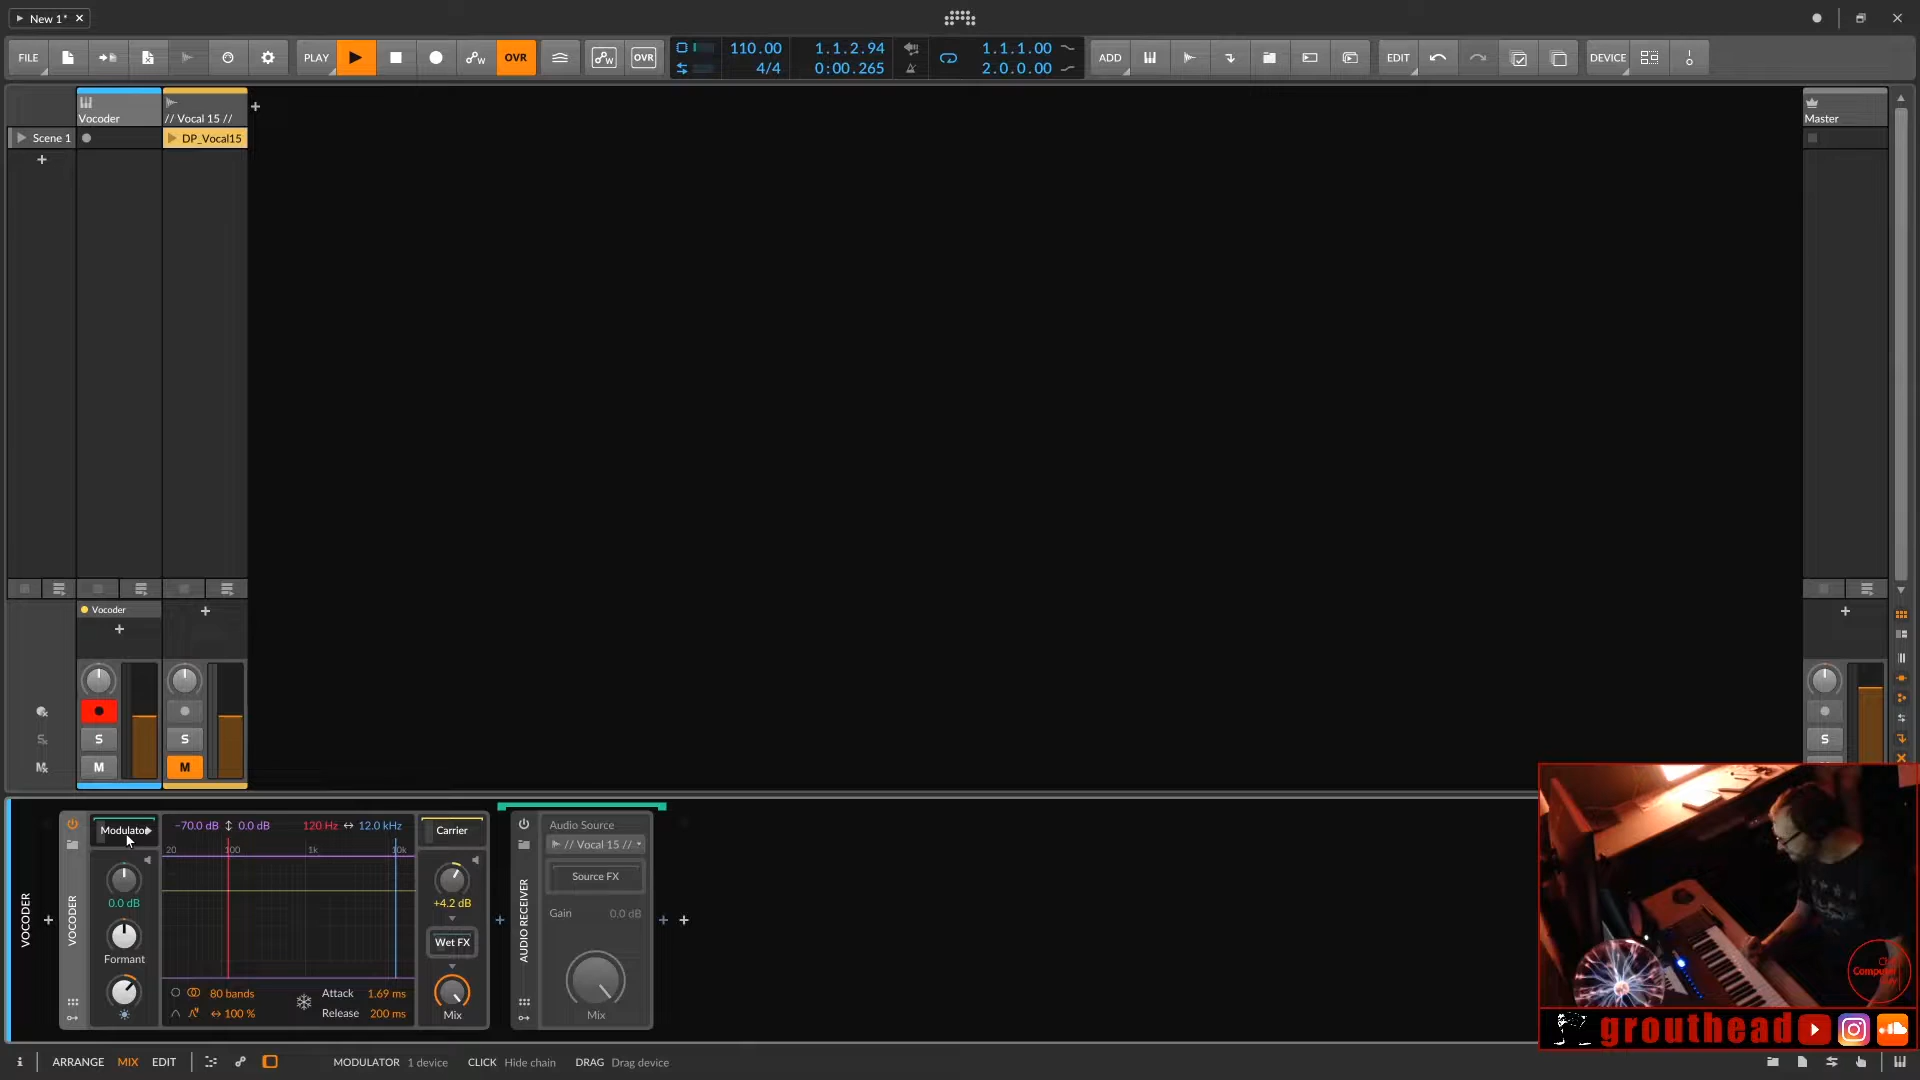 New 1*
FILE
PLAY
OVR
OVR
110.00
4/4
1.1.2.94
0:00.265
1.1.1.00
2.0.0.00
ADD
EDIT
DEVICE
Vocoder
// Vocal 15 //
Master
Scene 1
DP_Vocal15
Vocoder
S
S
S
M
M
VOCODER
VOCODER
Modulator
-70.0 dB
0.0 dB
120 Hz
12.0 kHz
Carrier
20
100
1k
10k
0.0 dB
Formant
80 bands
100 %
Attack
1.69 ms
Release
200 ms
+4.2 dB
Wet FX
Mix
AUDIO RECEIVER
Audio Source
// Vocal 15 //
Source FX
Gain
0.0 dB
Mix
grouthead
i
ARRANGE
MIX
EDIT
MODULATOR 1 device
CLICK Hide chain
DRAG Drag device